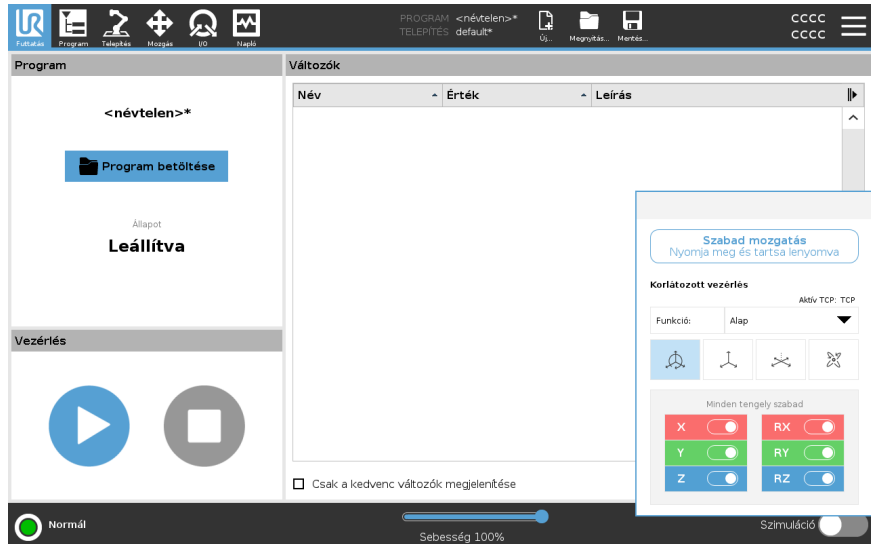 UR
Futtatás
Program
Telepítés
Mozgás
I/O
Napló
PROGRAM <névtelen>*
TELEPÍTÉS default*
Új...
Megnyitás...
Mentés...
cccc
cccc
Program
<névtelen>*
Program betöltése
Állapot
Leállítva
Vezérlés
Változók
Név Érték Leírás
Csak a kedvenc változók megjelenítése
Szabad mozgatás
Nyomja meg és tartsa lenyomva
Korlátozott vezérlés
Aktív TCP: TCP
Funkció: Alap
Minden tengely szabad
X RX
Y RY
Z RZ
Normál
Sebesség 100%
Szimuláció